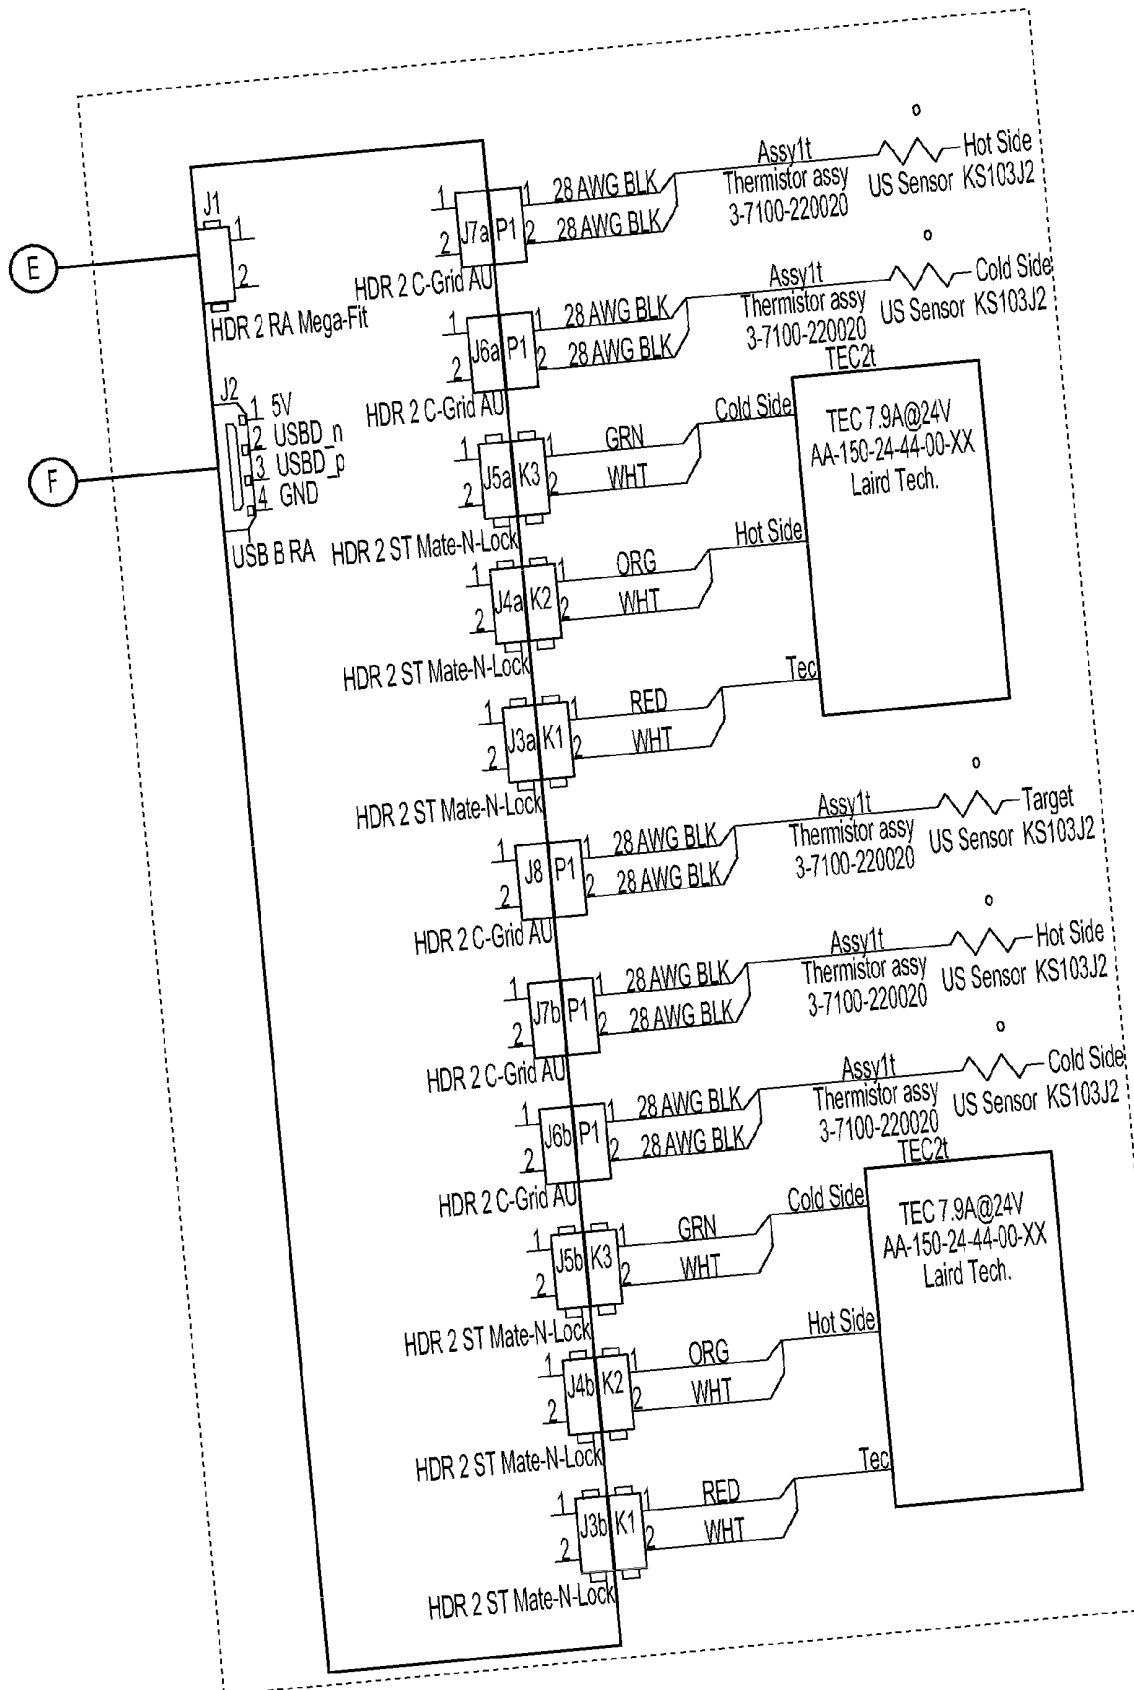 E
J1
1
2
HDR 2 RA Mega-Fit
F
J2
1 5V
2 USBD_n
3 USBD_p
4 GND
USB B RA
1
2
J7a P1
1
2
28 AWG BLK
28 AWG BLK
HDR 2 C-Grid AU
Assy1t
Thermistor assy
3-7100-220020
Hot Side
US Sensor KS103J2
1
2
J6a P1
1
2
28 AWG BLK
28 AWG BLK
HDR 2 C-Grid AU
Assy1t
Thermistor assy
3-7100-220020
Cold Side
US Sensor KS103J2
TEC2t
TEC 7.9A@24V
AA-150-24-44-00-XX
Laird Tech.
1
2
J5a K3
1
2
GRN
WHT
Cold Side
HDR 2 ST Mate-N-Lock
1
2
J4a K2
1
2
ORG
WHT
Hot Side
HDR 2 ST Mate-N-Lock
1
2
J3a K1
1
2
RED
WHT
Tec
HDR 2 ST Mate-N-Lock
1
2
J8 P1
1
2
28 AWG BLK
28 AWG BLK
HDR 2 C-Grid AU
Assy1t
Thermistor assy
3-7100-220020
Target
US Sensor KS103J2
1
2
J7b P1
1
2
28 AWG BLK
28 AWG BLK
HDR 2 C-Grid AU
Assy1t
Thermistor assy
3-7100-220020
Hot Side
US Sensor KS103J2
1
2
J6b P1
1
2
28 AWG BLK
28 AWG BLK
HDR 2 C-Grid AU
Assy1t
Thermistor assy
3-7100-220020
Cold Side
US Sensor KS103J2
TEC2t
TEC 7.9A@24V
AA-150-24-44-00-XX
Laird Tech.
1
2
J5b K3
1
2
GRN
WHT
Cold Side
HDR 2 ST Mate-N-Lock
1
2
J4b K2
1
2
ORG
WHT
Hot Side
HDR 2 ST Mate-N-Lock
1
2
J3b K1
1
2
RED
WHT
Tec
HDR 2 ST Mate-N-Lock